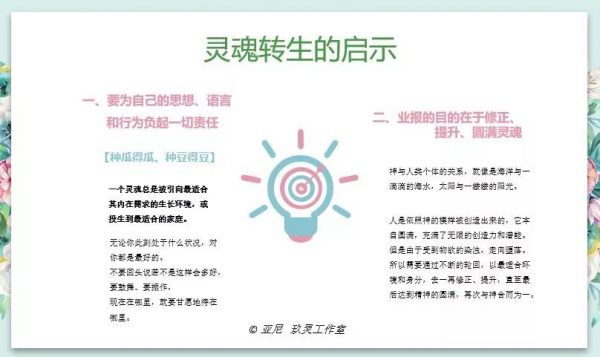 灵魂转生的启示
一、要为自己的思想、语言
和行为负起一切责任
【种瓜得瓜、种豆得豆】
一个灵魂总是被引向最适合
其内在需求的生长环境，或
投生到最适合的家庭。
无论你此刻处于什么状况，对
你都是最好的；
不要回头说若不是这样会多好，
要鼓舞、要振作，
现在在哪里，就要甘愿地待在
哪里。
二、业报的目的在于修正、
提升、圆满灵魂
神与人类个体的关系，就像是海洋与一
滴滴的海水，太阳与一缕缕的阳光。
人是依照神的模样被创造出来的，它本
自圆满，充满了无限的创造力和潜能。
但是由于受到物欲的染浊，走向堕落。
所以需要通过不断的轮回，以最适合环
境和身分，去一再修正、提升，直至最
后达到精神的圆满，再次与神合而为一。
© 亚尼 玖灵工作室